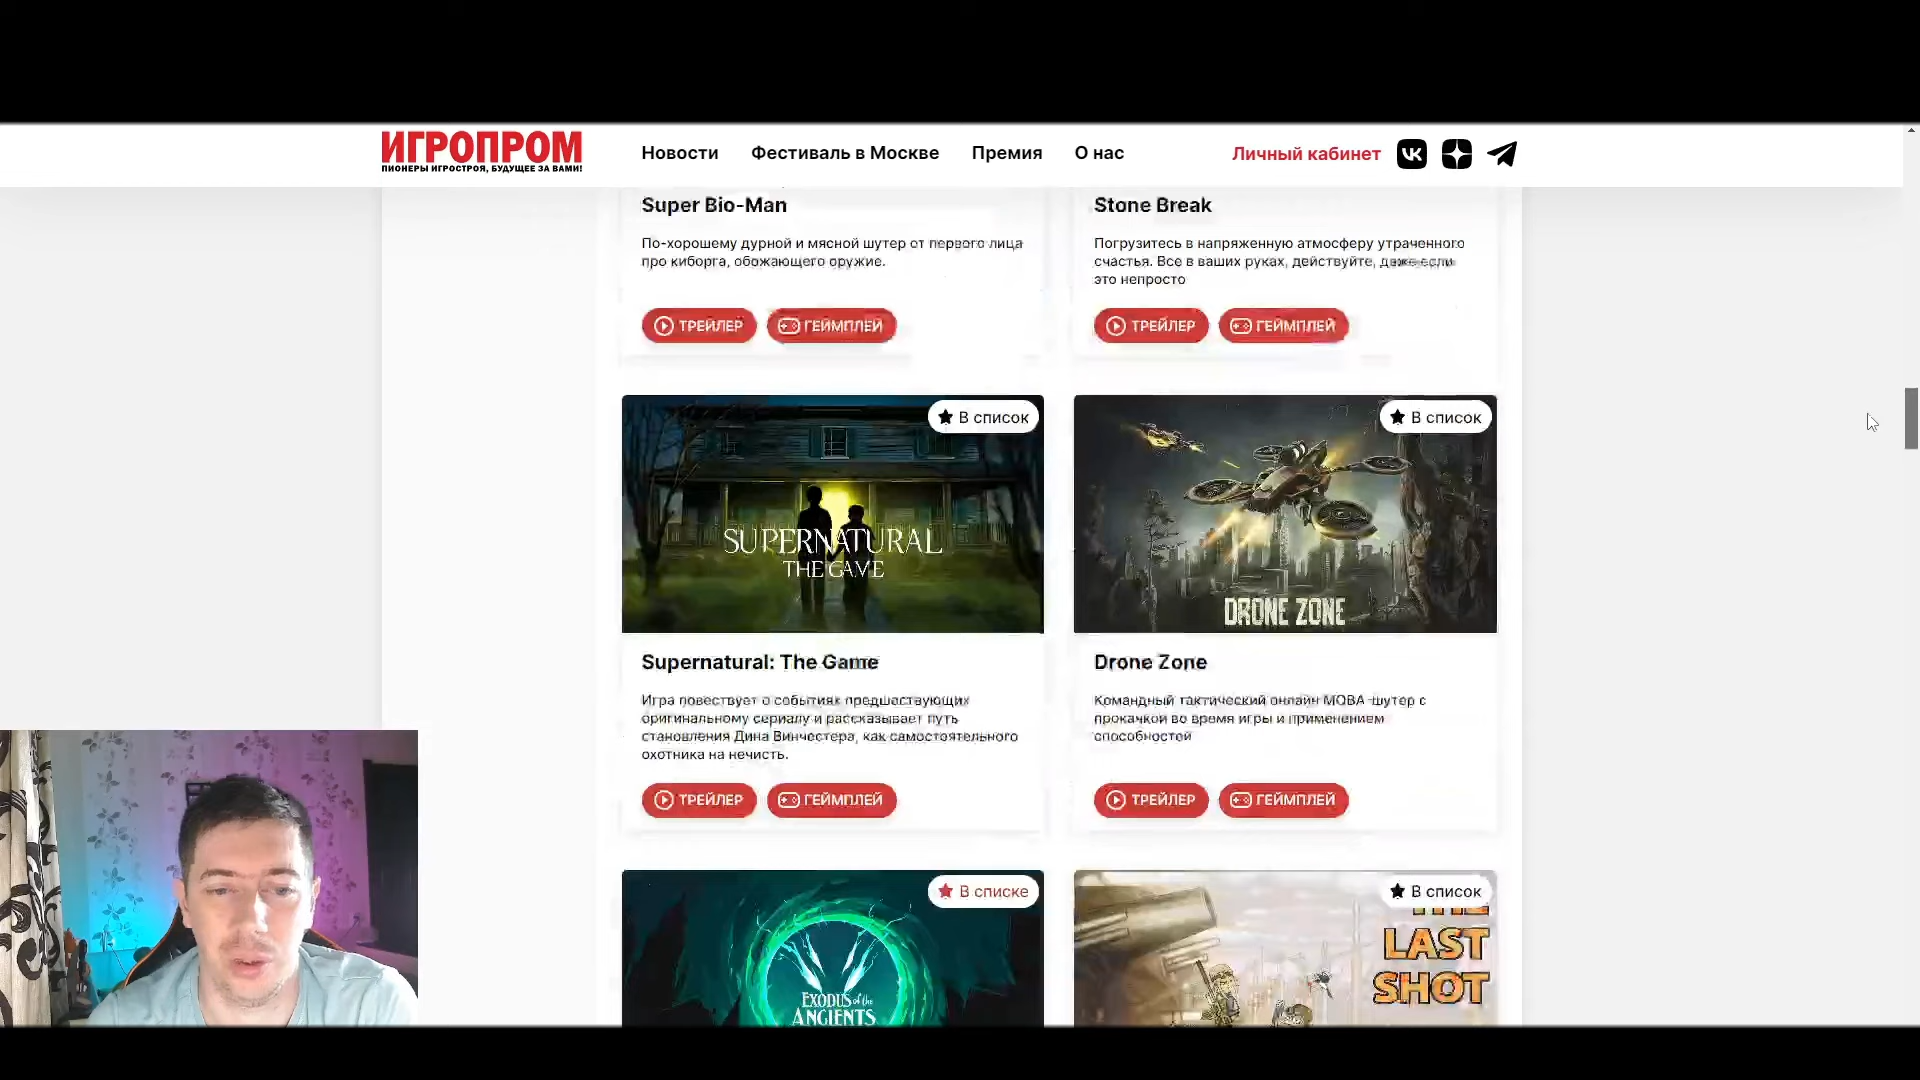 ИГРОПРОМ
ПИОНЕРЫ ИГРОСТРОЯ, БУДУЩЕЕ ЗА ВАМИ!
Новости
Фестиваль в Москве
Премия
О нас
Личный кабинет
Super Bio-Man
По-хорошему дурной и мясной шутер от первого лица
про киборга, обожающего оружие.
ТРЕЙЛЕР
ГЕЙМПЛЕЙ
Stone Break
Погрузитесь в напряженную атмосферу утраченного
счастья. Все в ваших руках, действуйте, даже если
это непросто
ТРЕЙЛЕР
ГЕЙМПЛЕЙ
В список
SUPERNATURAL
THE GAME
Supernatural: The Game
Игра повествует о событиях предшествующих
оригинальному сериалу и рассказывает путь
становления Дина Винчестера, как самостоятельного
охотника на нечисть.
ТРЕЙЛЕР
ГЕЙМПЛЕЙ
В список
DRONE ZONE
Drone Zone
Командный тактический онлайн MOBA-шутер с
прокачкой во время игры и применением
способностей
ТРЕЙЛЕР
ГЕЙМПЛЕЙ
В списке
EXODUS of the
ANCIENTS
В список
THE
LAST
SHOT